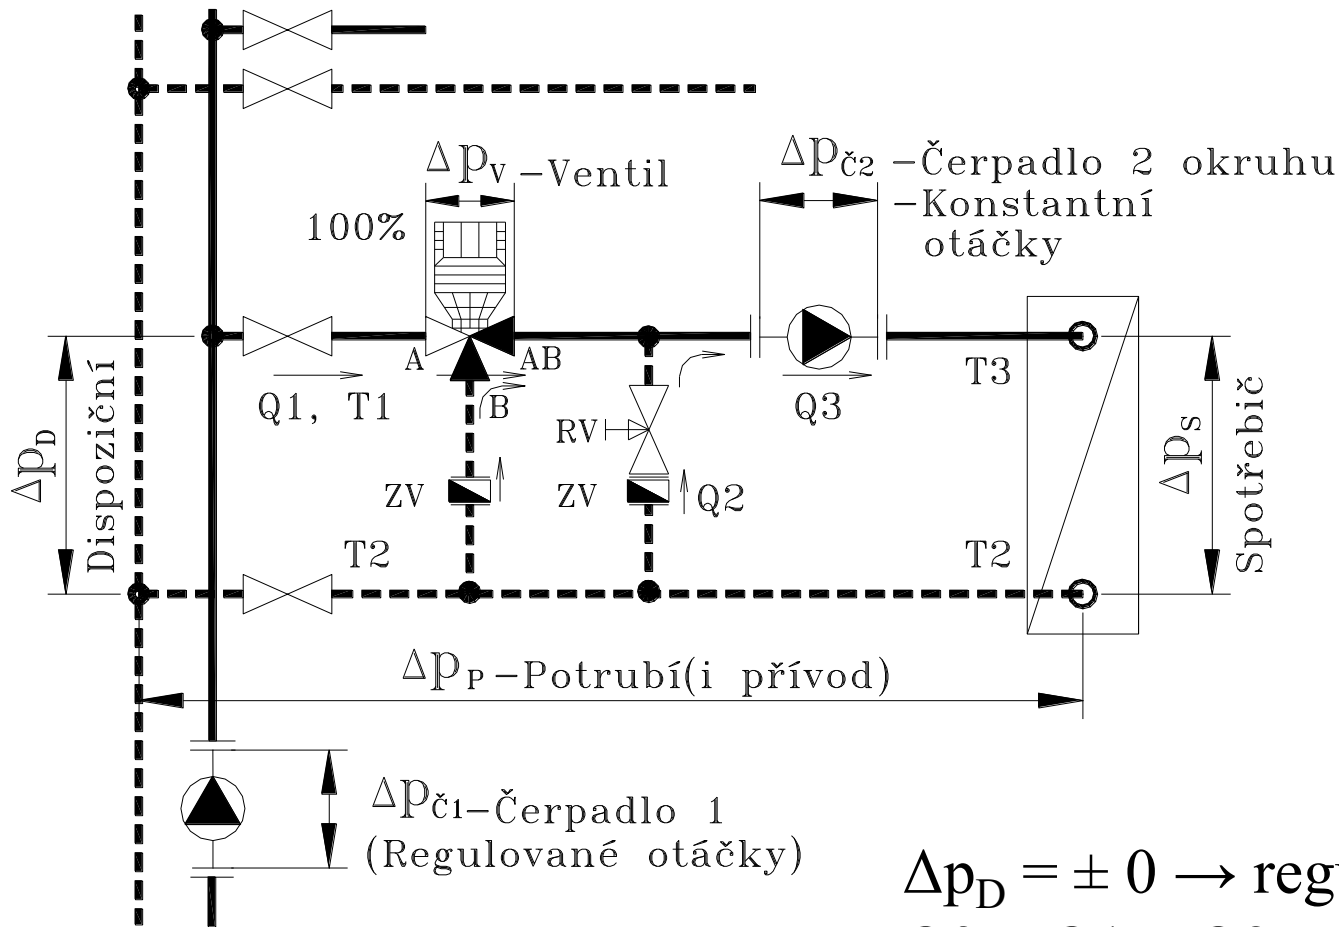 Δp_V -Ventil
Δp_Č2 -Čerpadlo 2 okruhu
-Konstantní
otáčky
100%
A
AB
B
Q1, T1
Q3
T3
RV
ZV
ZV
Q2
T2
T2
Δp_D
Dispoziční
Δp_S
Spotřebič
Δp_P -Potrubí(i přívod)
Δp_Č1 -Čerpadlo 1
(Regulované otáčky)
Δp_D = ± 0 → reg